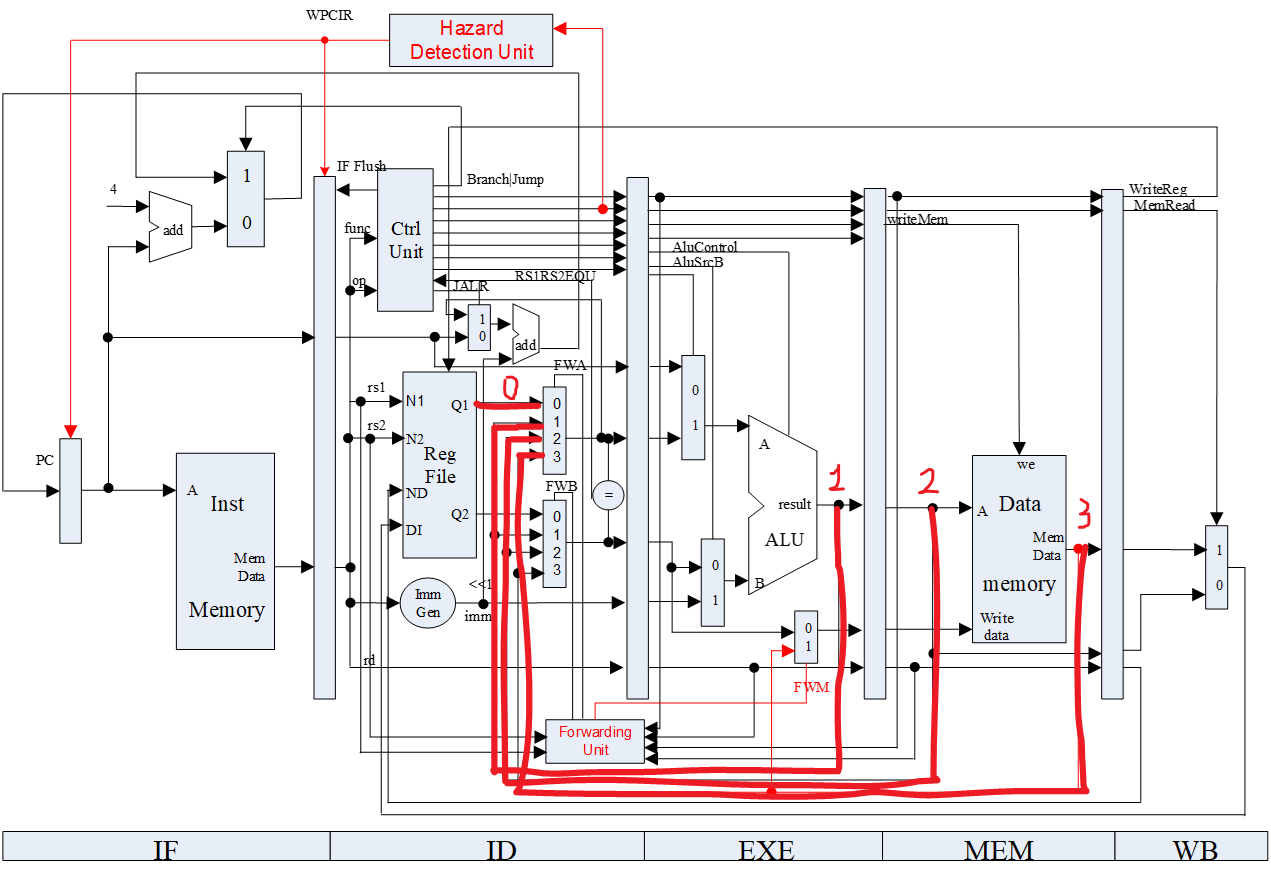 WPCIR
Hazard
Detection Unit
IF Flush
Branch|Jump
WriteReg
MemRead
1
0
4
add
func
Ctrl
Unit
op
writeMem
AluControl
AluSrcB
RS1RS2EQU
JALR
1
0
add
FWA
rs1
N1
Q1
0
0
1
2
3
0
1
A
rs2
N2
Reg
File
PC
A
Inst
Memory
Mem
Data
ND
DI
Q2
FWB
0
1
2
3
=
result
ALU
B
1
2
we
A
Data
memory
Mem
Data
3
Write
data
1
0
0
1
Imm
Gen
<<1
imm
0
1
FWM
rd
Forwarding
Unit
IF
ID
EXE
MEM
WB